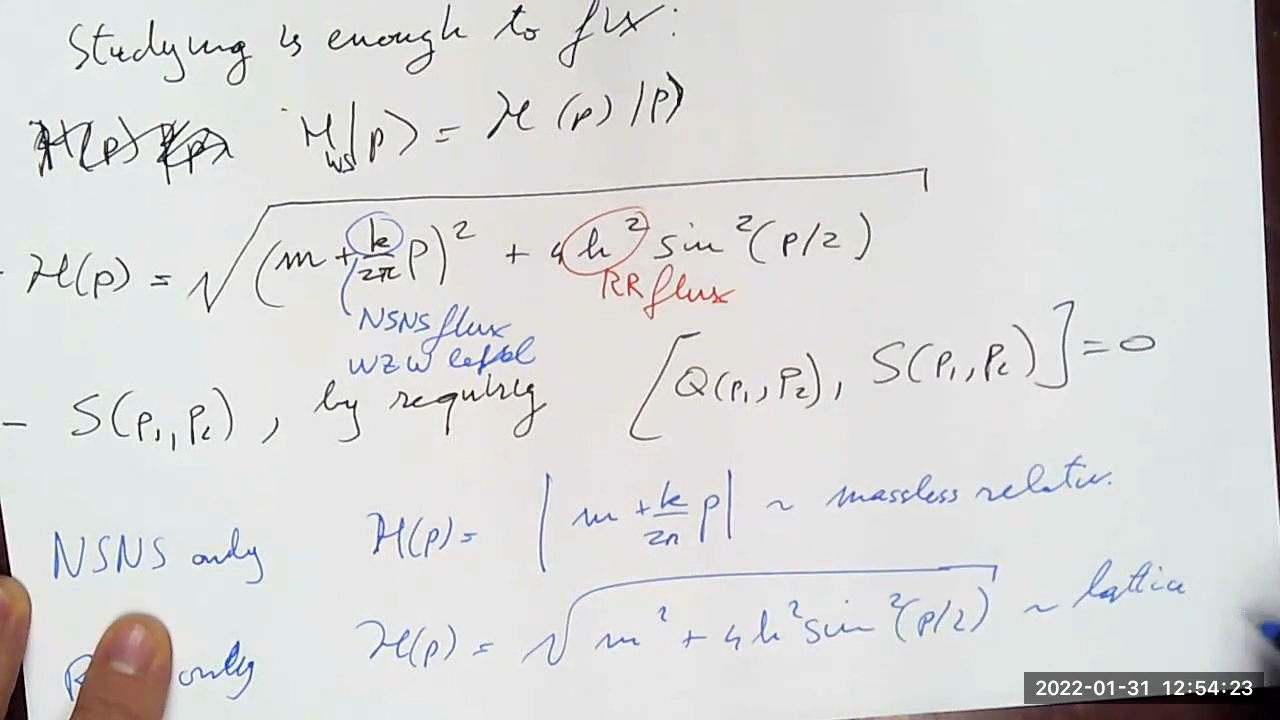 Studying is enough to fix:
H_ws |p⟩ = H(p) |p⟩
- H(p) = √((m + k/2π p)² + 4h² sin²(p/2))
NSNS flux
RR flux
WZW level
- S(p₁, p₂), by requiring [Q(p₁, p₂), S(p₁, p₂)] = 0
NSNS only H(p) = |m + k/2π p| ~ massless relativ.
only H(p) = √(m² + 4h² sin²(p/2)) ~ lattice
2022-01-31 12:54:23